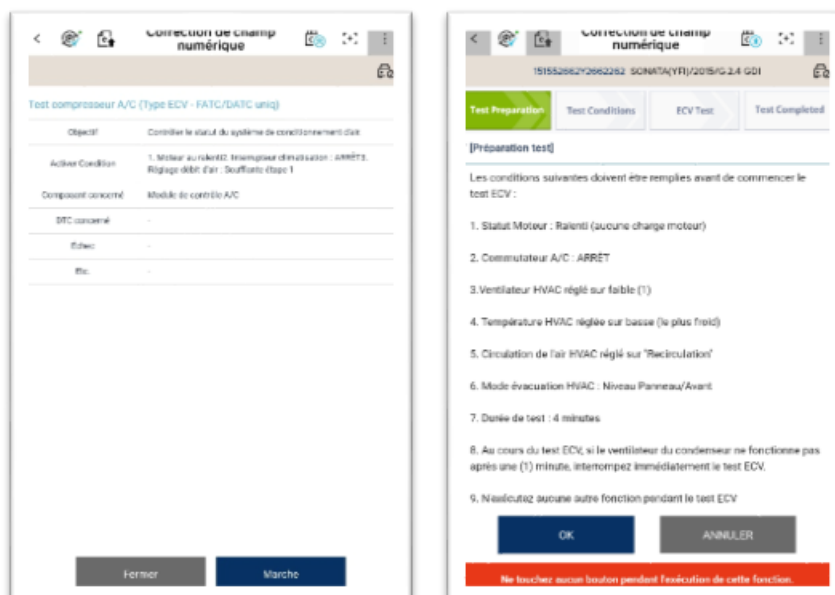 Correction de champ
numérique
Test compresseur A/C (Type ECV - FATC/DATC uniq)
Objectif Contrôler le statut du système de conditionnement d'air
Activer Condition 1. Moteur au ralenti2. Interrupteur climatisation : ARRÊT3.
Réglage débit d'air : Soufflante étape 1
Composant concerné Module de contrôle A/C
DTC concerné -
Echec -
Etc. -
Fermer Marche
Correction de champ
numérique
SONATA(YFI)/2015/G 2.4 GDI
Test Preparation Test Conditions ECV Test Test Completed
[Préparation test]
Les conditions suivantes doivent être remplies avant de commencer le
test ECV :
1. Statut Moteur : Ralenti (aucune charge moteur)
2. Commutateur A/C : ARRÊT
3.Ventilateur HVAC réglé sur faible (1)
4. Température HVAC réglée sur basse (le plus froid)
5. Circulation de l'air HVAC réglé sur "Recirculation"
6. Mode évacuation HVAC : Niveau Panneau/Avant
7. Durée de test : 4 minutes
8. Au cours du test ECV, si le ventilateur du condenseur ne fonctionne pas
après une (1) minute, interrompez immédiatement le test ECV.
9. N'exécutez aucune autre fonction pendant le test ECV
OK ANNULER
Ne touchez aucun bouton pendant l'exécution de cette fonction.